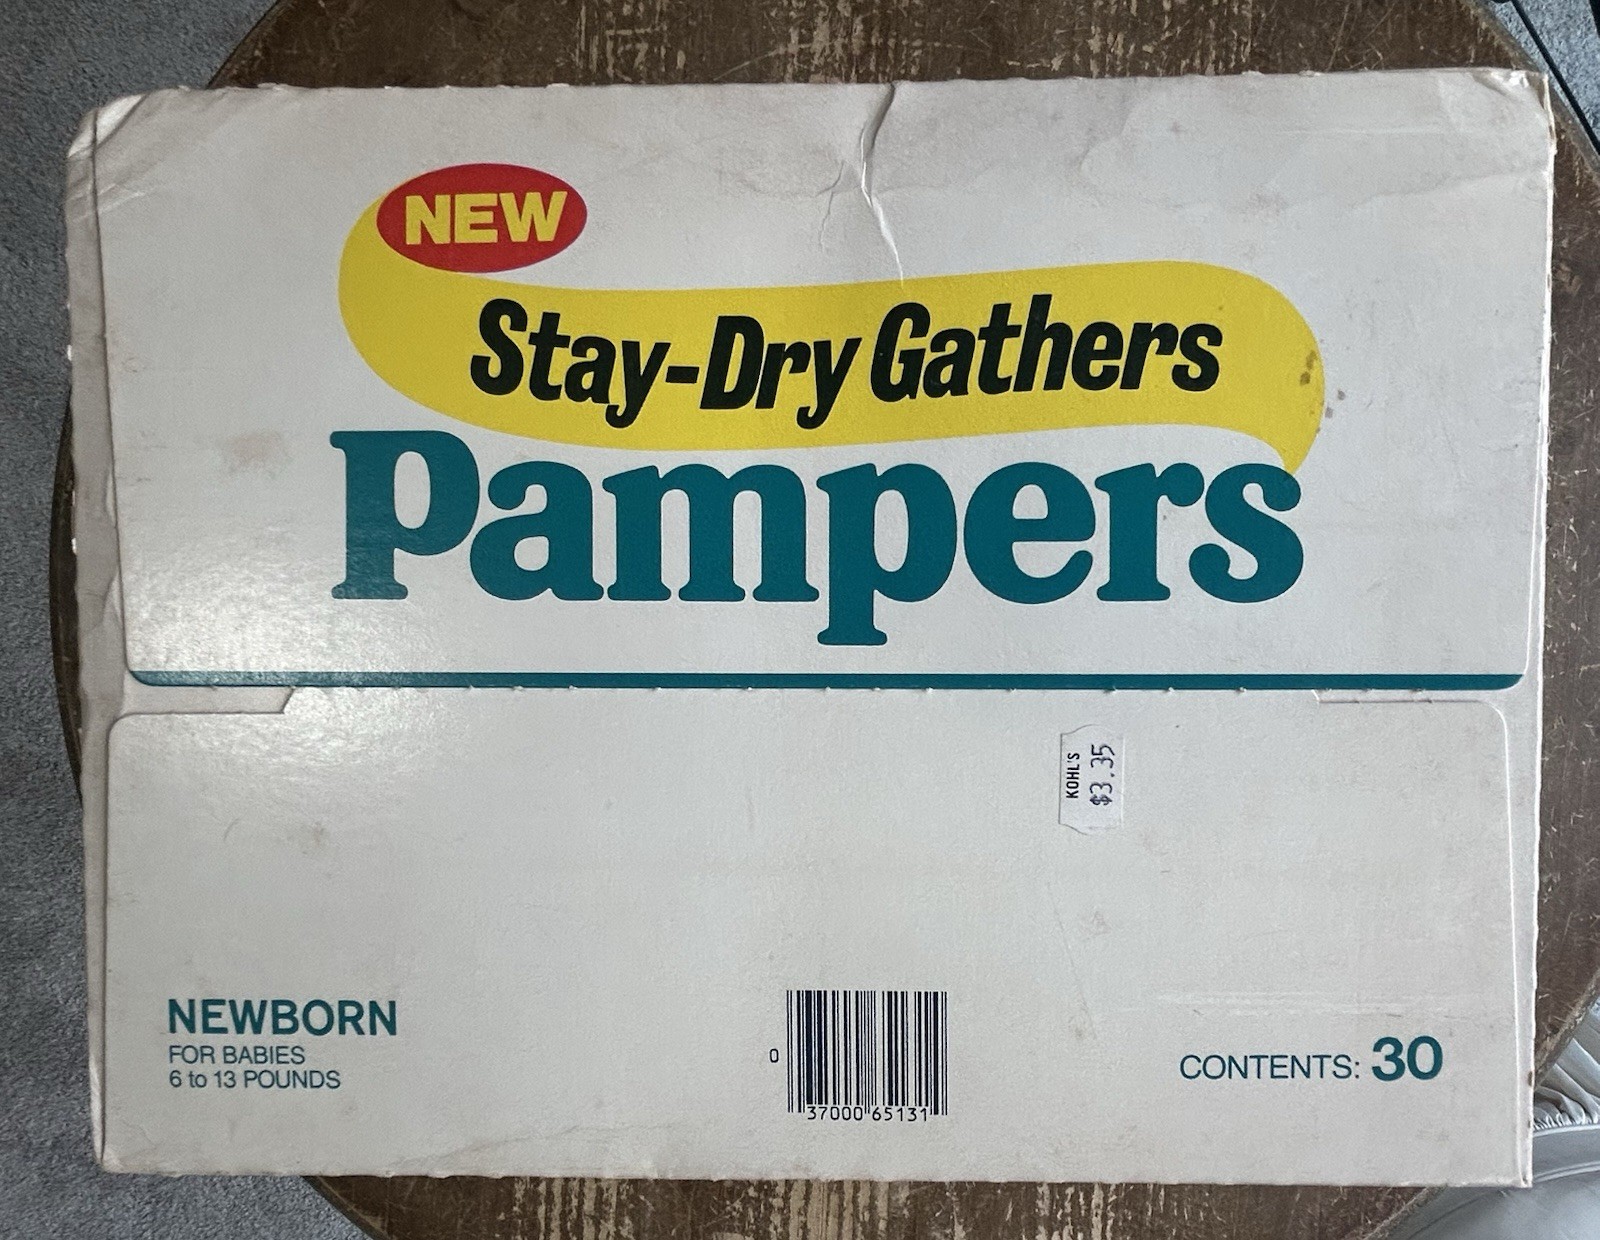 NEW
Stay-Dry Gathers
Pampers
KOHL'S
$3.35
NEWBORN
FOR BABIES
6 to 13 POUNDS
0 37000 65131
CONTENTS: 30